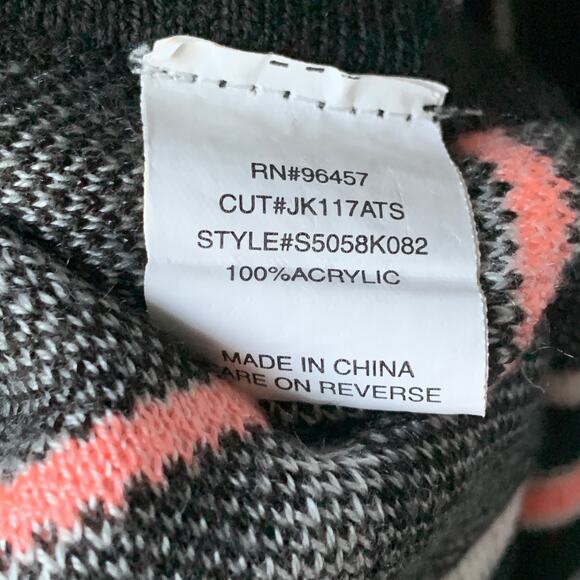 RN#96457
CUT#JK117ATS
STYLE#S5058K082
100%ACRYLIC
MADE IN CHINA
ARE ON REVERSE